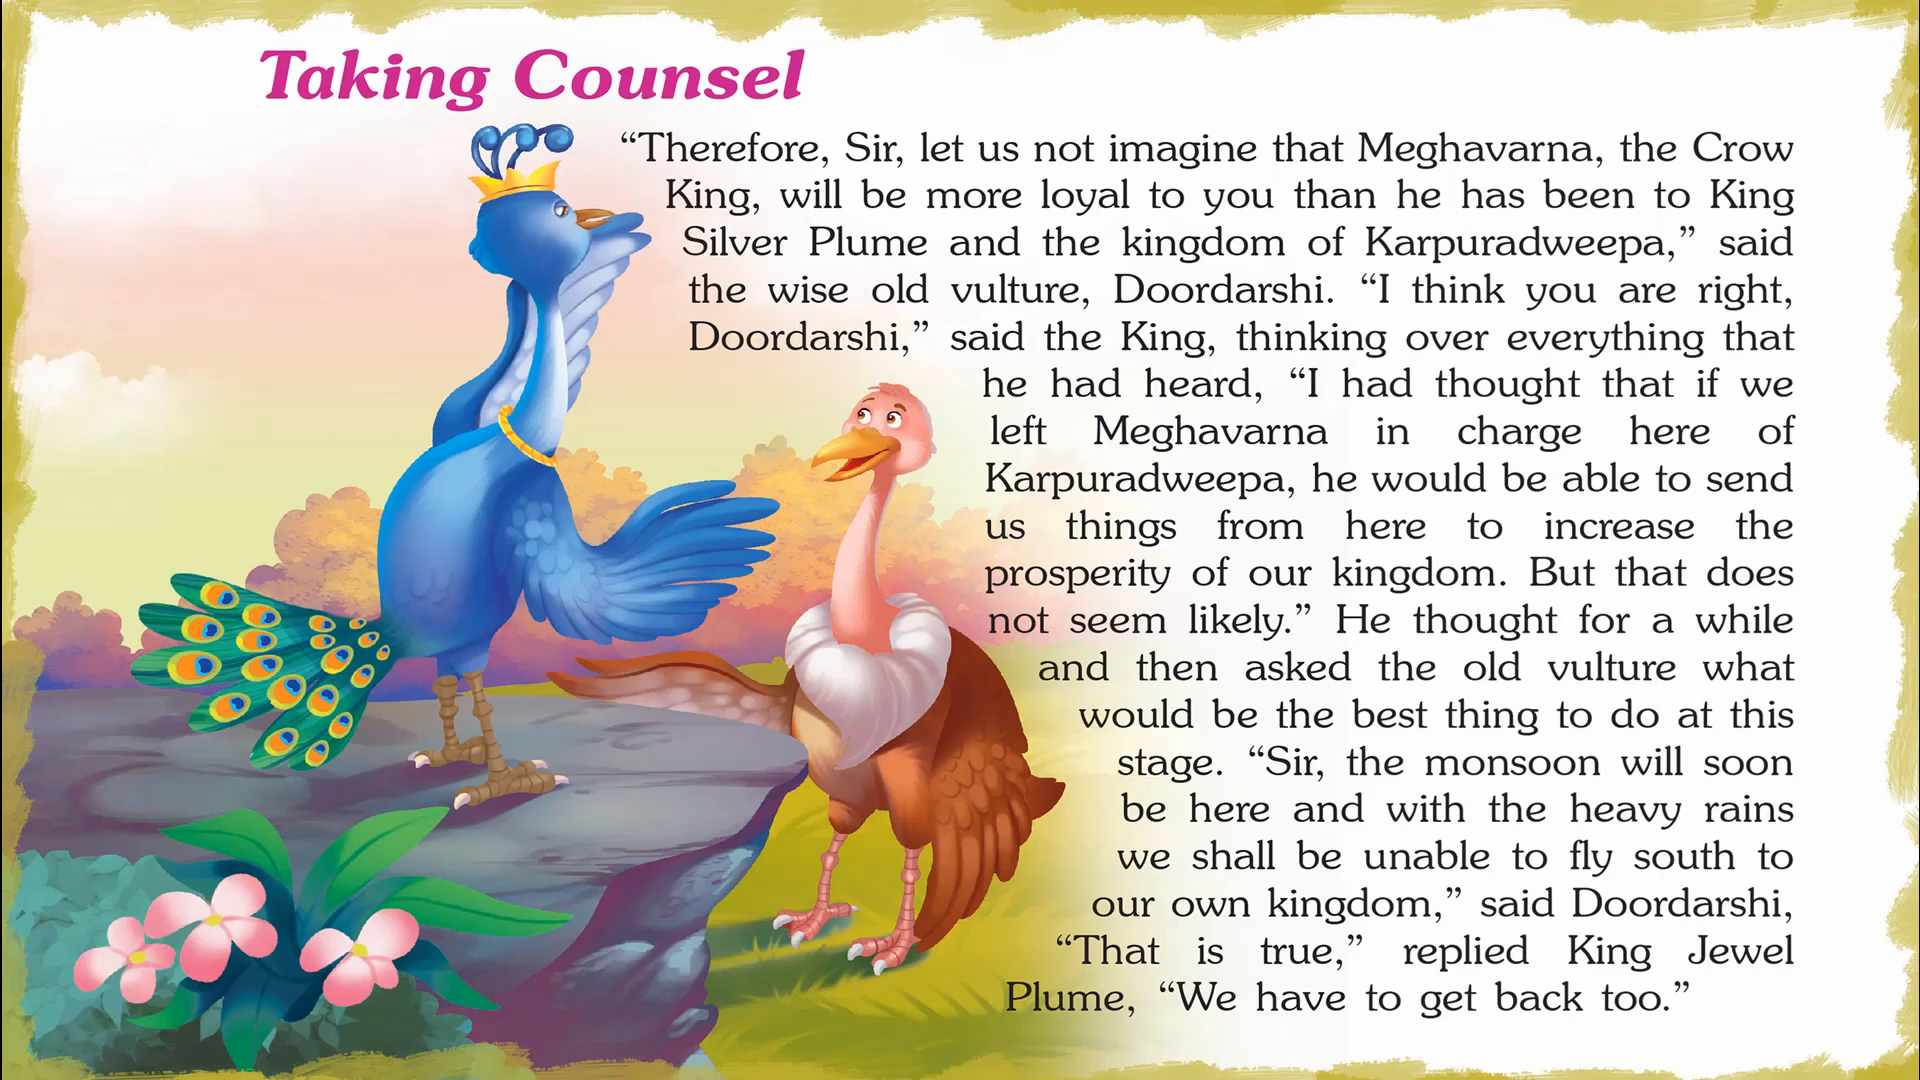 Taking Counsel
“Therefore, Sir, let us not imagine that Meghavarna, the Crow
King, will be more loyal to you than he has been to King
Silver Plume and the kingdom of Karpuradweepa,” said
the wise old vulture, Doordarshi. “I think you are right,
Doordarshi,” said the King, thinking over everything that
he had heard, “I had thought that if we
left Meghavarna in charge here of
Karpuradweepa, he would be able to send
us things from here to increase the
prosperity of our kingdom. But that does
not seem likely.” He thought for a while
and then asked the old vulture what
would be the best thing to do at this
stage. “Sir, the monsoon will soon
be here and with the heavy rains
we shall be unable to fly south to
our own kingdom,” said Doordarshi,
“That is true,” replied King Jewel
Plume, “We have to get back too.”